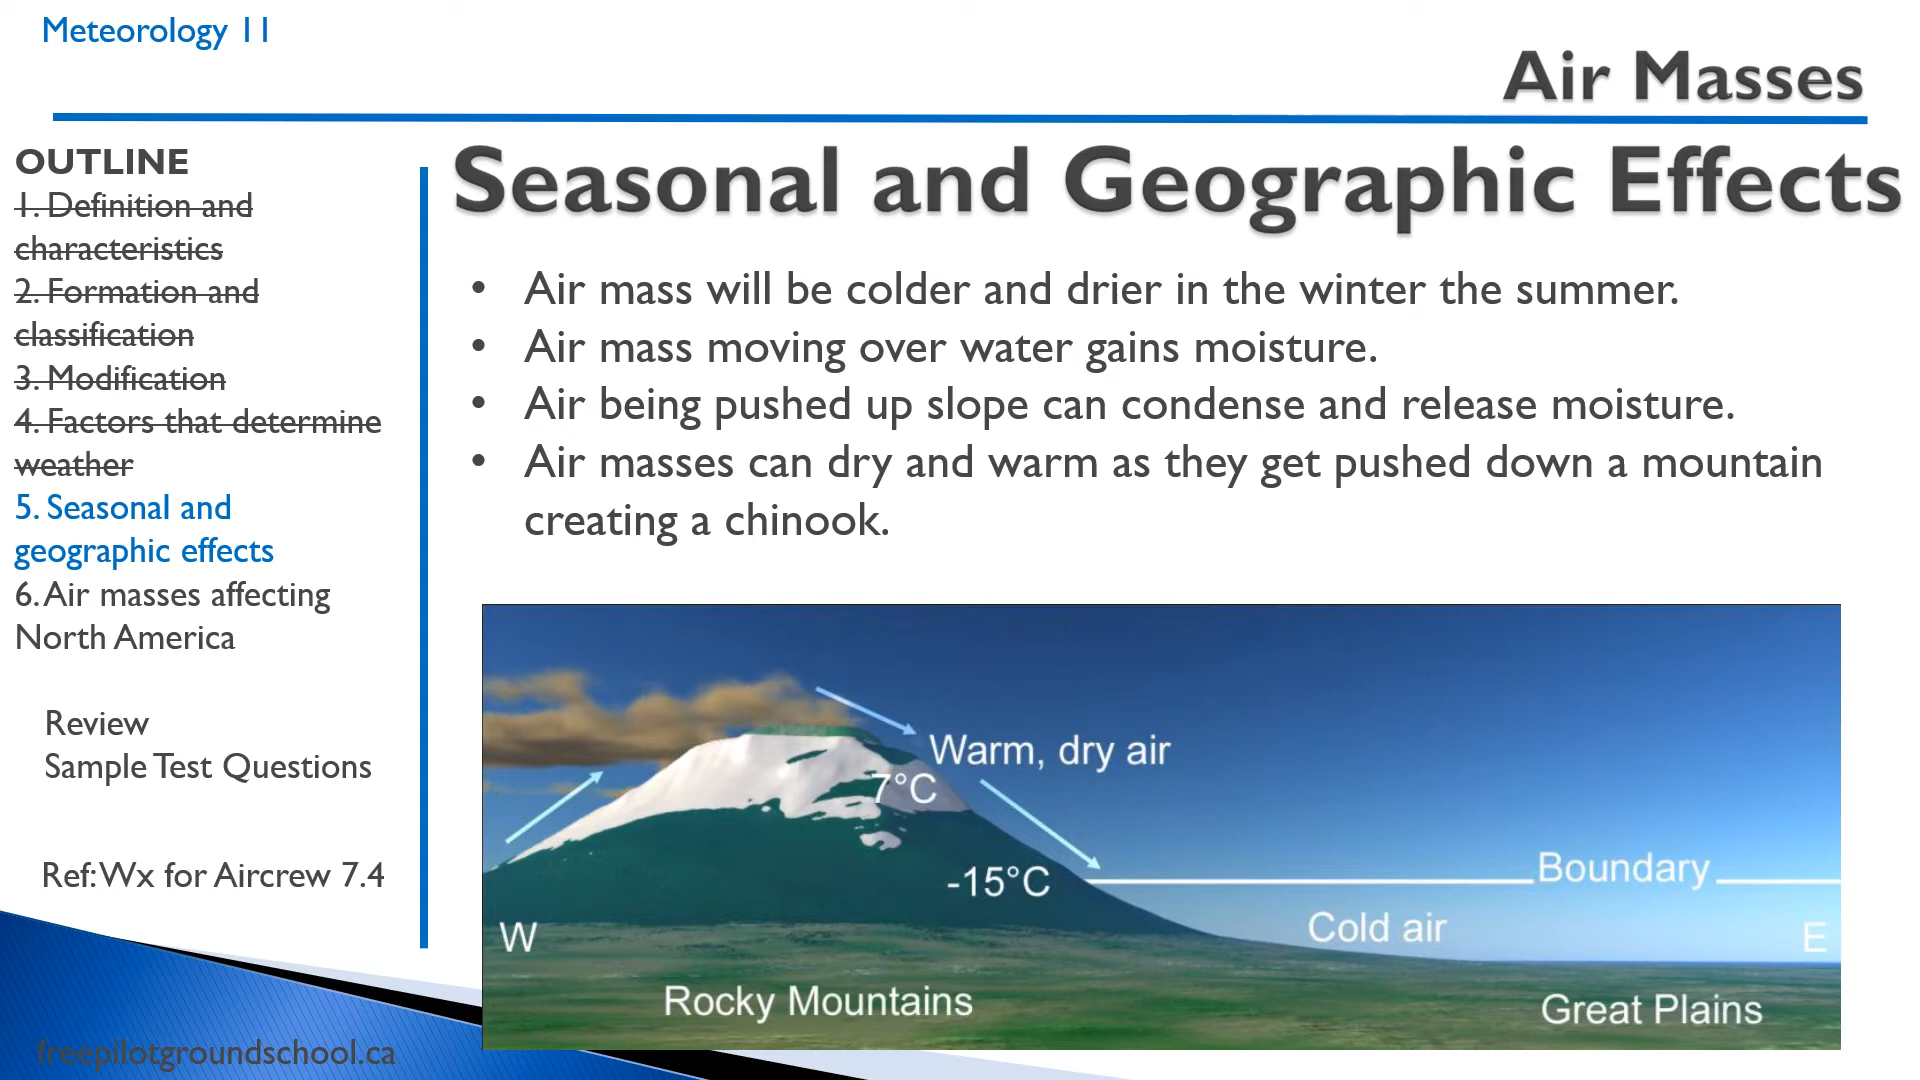 Meteorology 11
Air Masses
OUTLINE
1. Definition and
characteristics
2. Formation and
classification
3. Modification
4. Factors that determine
weather
5. Seasonal and
geographic effects
6. Air masses affecting
North America
Review
Sample Test Questions
Ref: Wx for Aircrew 7.4
freepilotgroundschool.ca
Seasonal and Geographic Effects
• Air mass will be colder and drier in the winter the summer.
• Air mass moving over water gains moisture.
• Air being pushed up slope can condense and release moisture.
• Air masses can dry and warm as they get pushed down a mountain
creating a chinook.
Warm, dry air
7°C
-15°C
Boundary
Cold air
W
E
Rocky Mountains
Great Plains